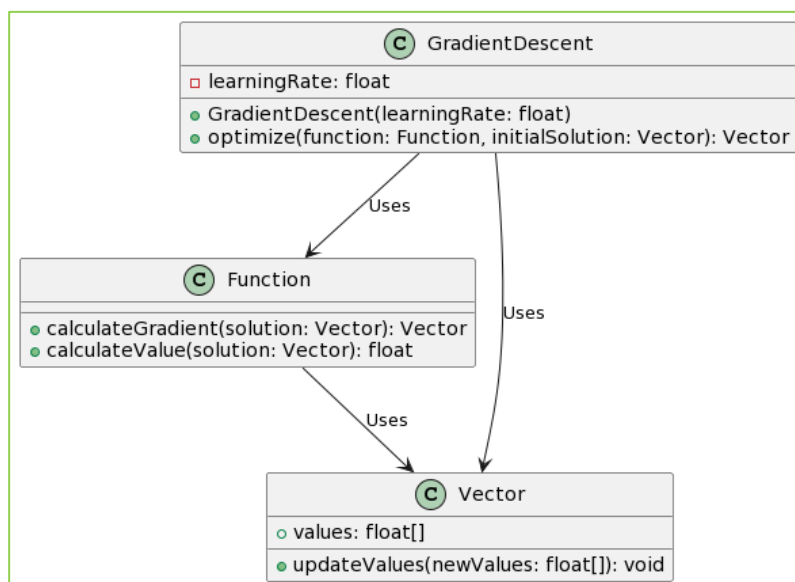 C GradientDescent
learningRate: float
GradientDescent(learningRate: float)
optimize(function: Function, initialSolution: Vector): Vector
Uses
C Function
calculateGradient(solution: Vector): Vector
calculateValue(solution: Vector): float
Uses
Uses
C Vector
values: float[]
updateValues(newValues: float[]): void